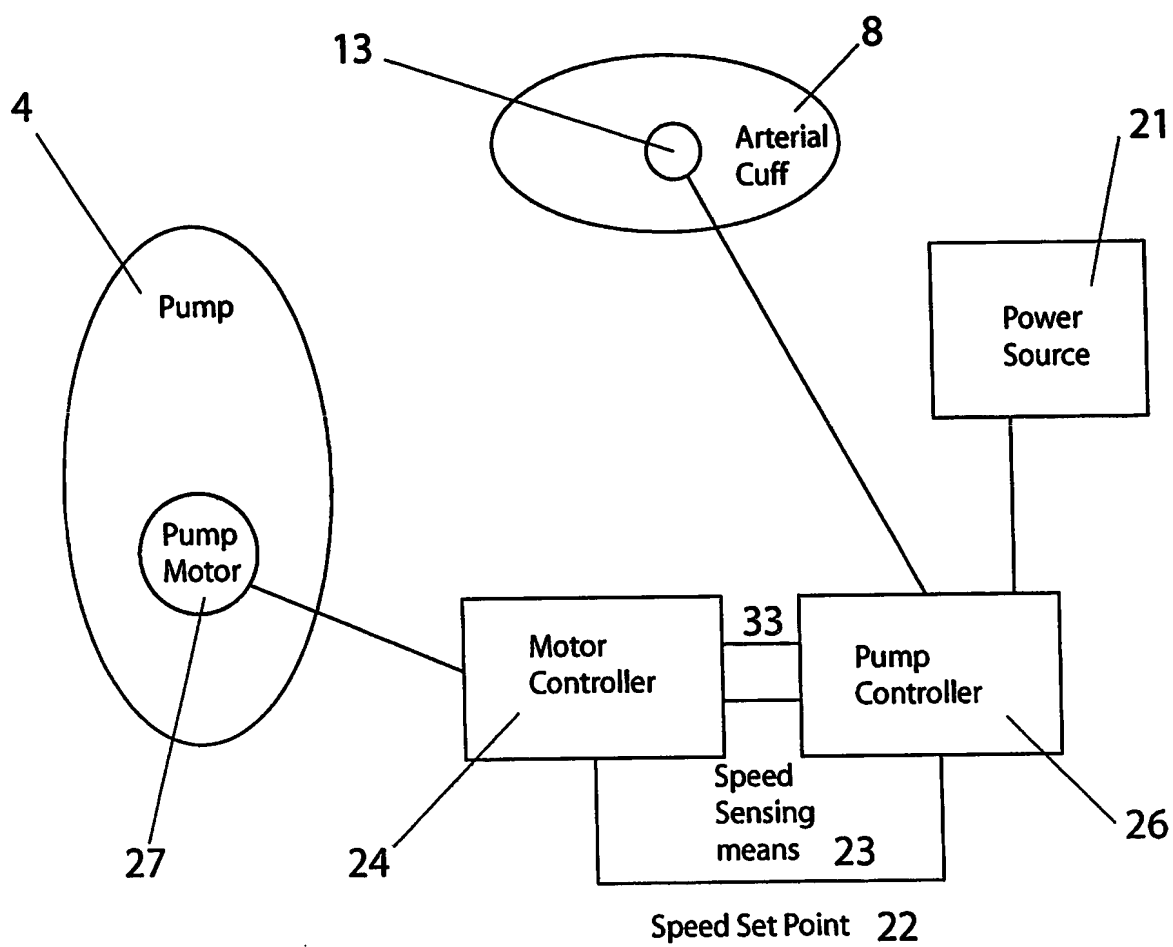 13
8
4
21
Arterial
Cuff
Pump
Power
Source
Pump
Motor
33
Motor
Controller
Pump
Controller
Speed
Sensing
means 23
27
24
26
Speed Set Point 22